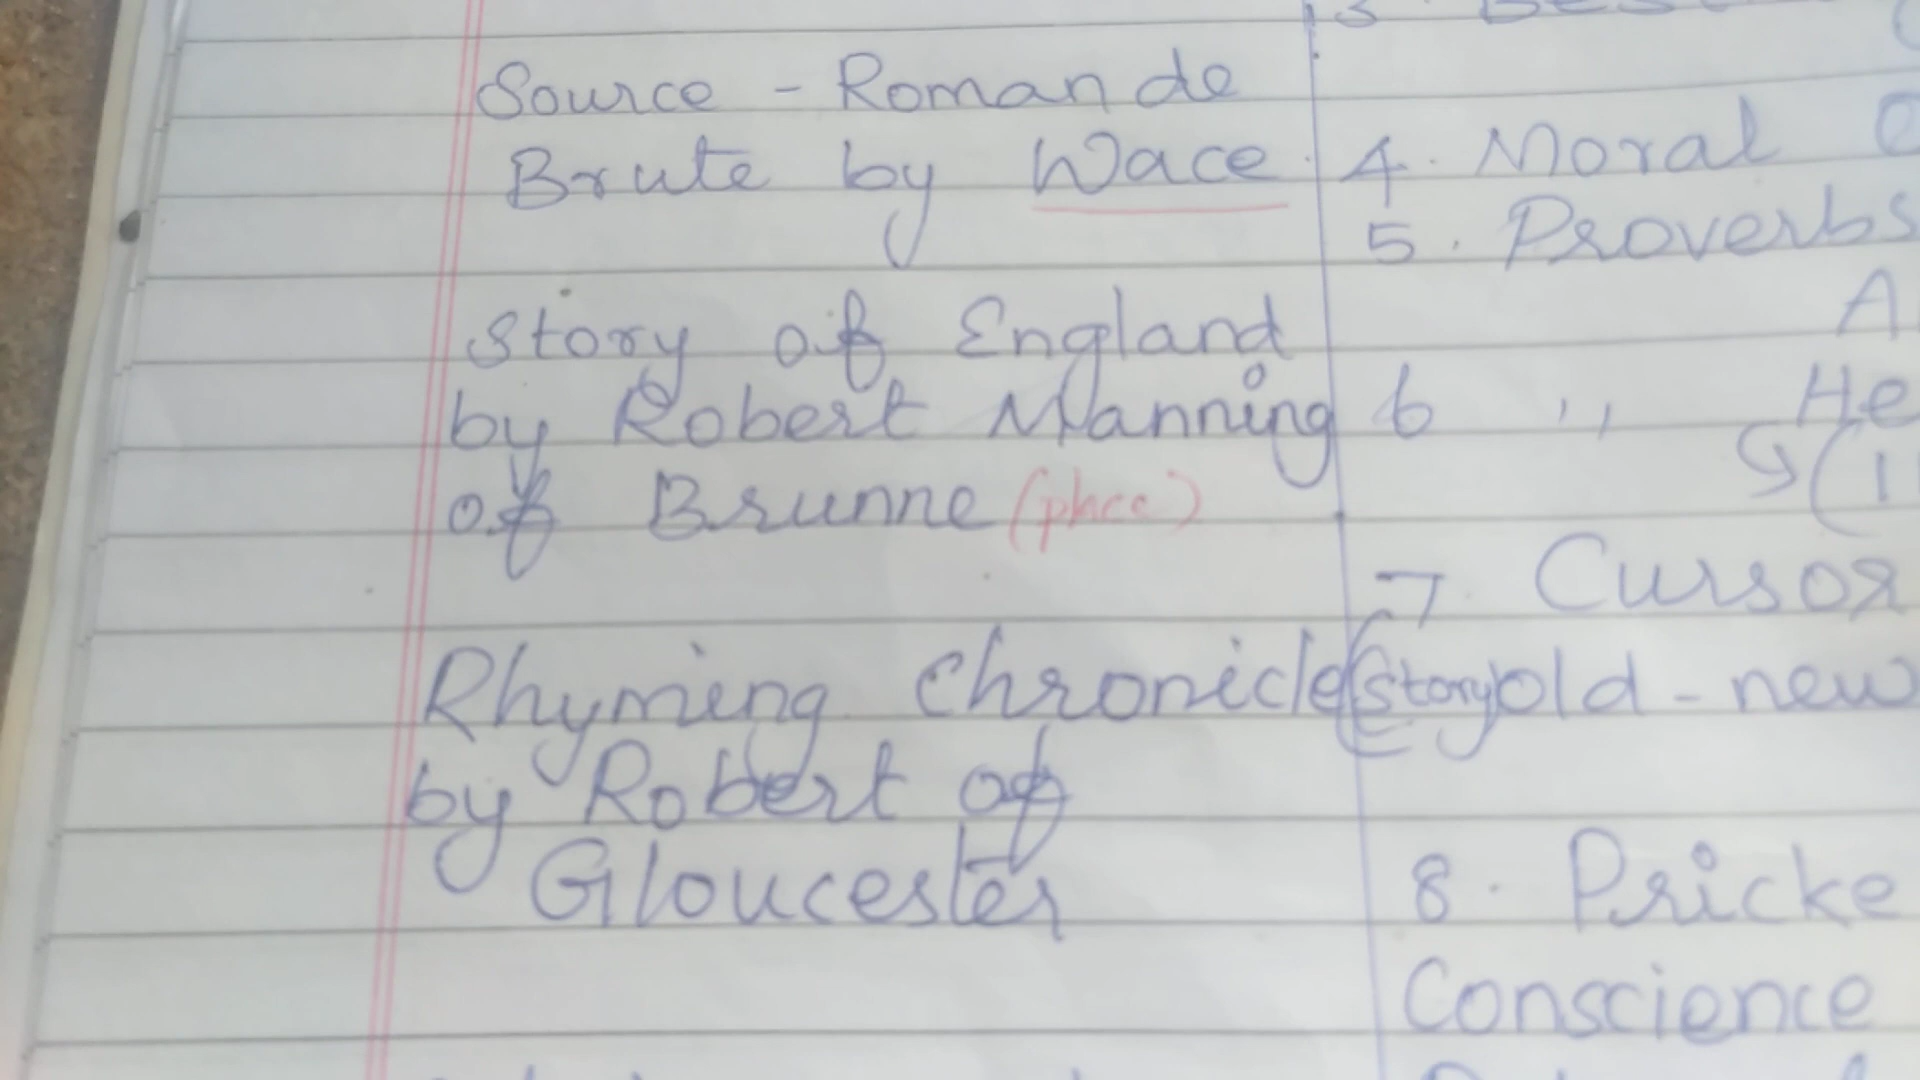 Source - Roman de
Brute by Wace
Story of England
by Robert Manning
of Brunne
Rhyming Chronicle
by Robert of
Gloucester
4. Moral
5. Proverbs
A
6 ,, He
(1
7 Cursor
(Story old - new
8. Pricke
Conscience